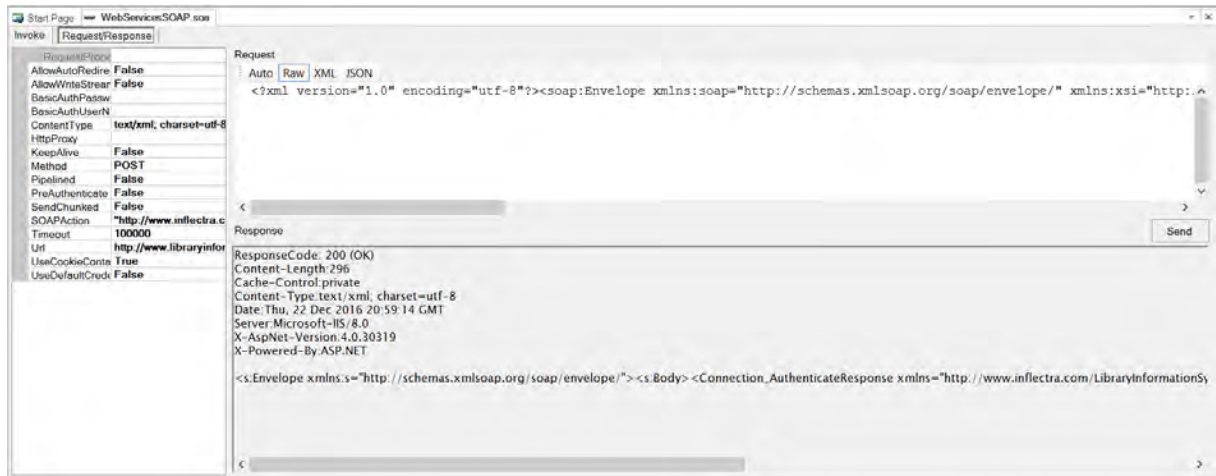 Start Page WebServicesSOAP.soa
Invoke Request/Response
AllowAutoRedire False
AllowWriteStrear False
BasicAuthPassw
BasicAuthUserN
ContentType text/xml; charset=utf-8
HttpProxy
KeepAlive False
Method POST
Pipelined False
PreAuthenticate False
SendChunked False
SOAPAction "http://www.inflectra.c
Timeout 100000
Url http://www.libraryinfor
UseCookieConta True
UseDefaultCrede False
Request
Auto Raw XML JSON
<?xml version="1.0" encoding="utf-8"?><soap:Envelope xmlns:soap="http://schemas.xmlsoap.org/soap/envelope/" xmlns:xsi="http:.
Response Send
ResponseCode: 200 (OK)
Content-Length:296
Cache-Control:private
Content-Type:text/xml; charset=utf-8
Date:Thu, 22 Dec 2016 20:59:14 GMT
Server:Microsoft-IIS/8.0
X-AspNet-Version:4.0.30319
X-Powered-By:ASP.NET
<s:Envelope xmlns:s="http://schemas.xmlsoap.org/soap/envelope/"><s:Body><Connection_AuthenticateResponse xmlns="http://www.inflectra.com/LibraryInformationSy